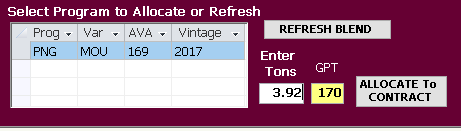 Select Program to Allocate or Refresh
REFRESH BLEND
Prog Var AVA Vintage
PNG MOU 169 2017
Enter
Tons
GPT
3.92 170
ALLOCATE To
CONTRACT